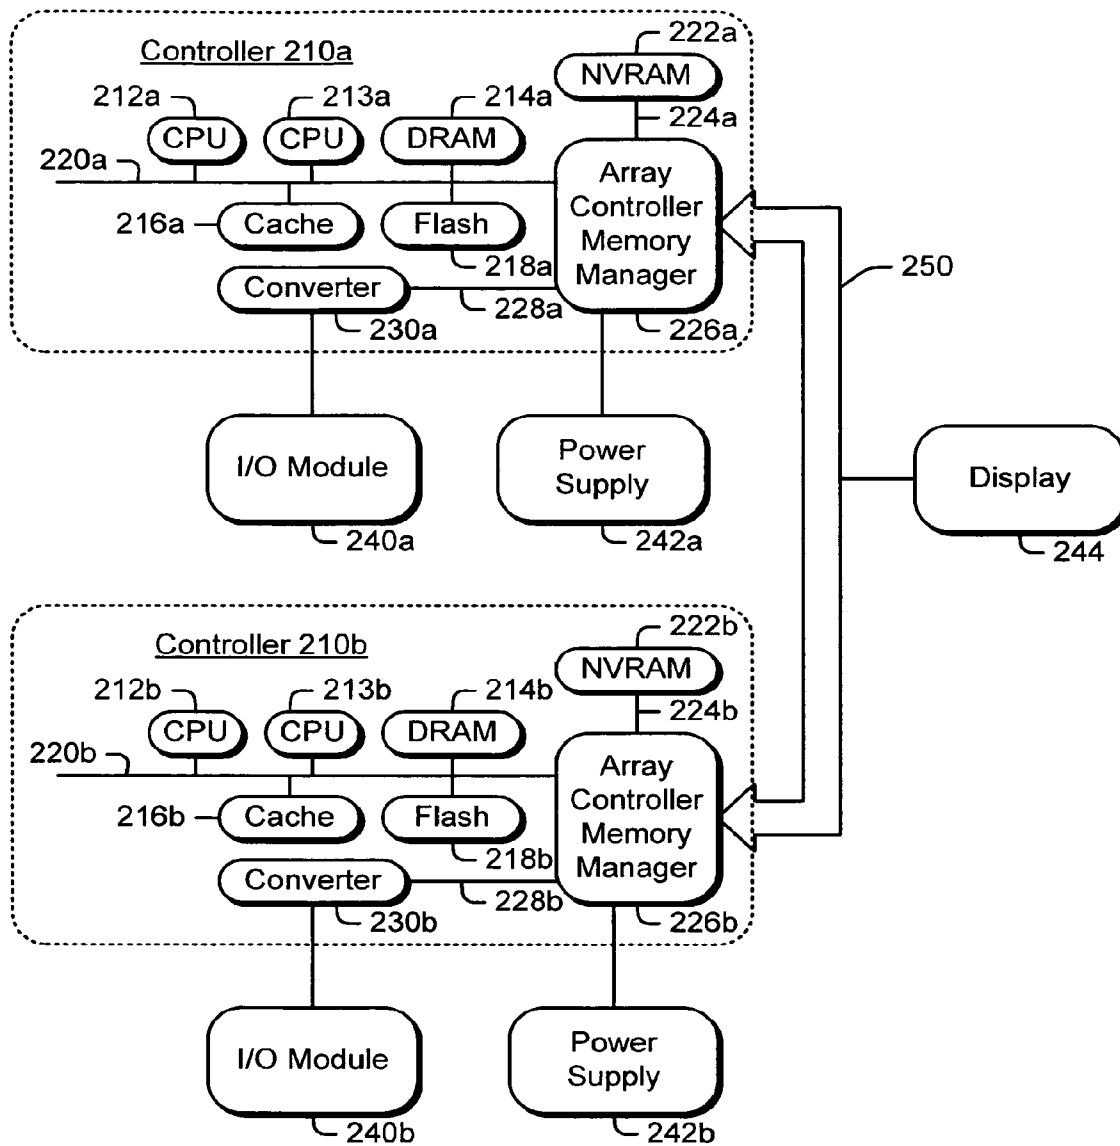 222a
Controller 210a
NVRAM
212a
213a
214a
224a
CPU
CPU
DRAM
220a
Array
Controller
Memory
Manager
216a
Cache
Flash
218a
250
Converter
228a
230a
226a
I/O Module
Power
Supply
Display
240a
242a
244
222b
Controller 210b
NVRAM
212b
213b
214b
224b
CPU
CPU
DRAM
220b
Array
Controller
Memory
Manager
216b
Cache
Flash
218b
Converter
228b
230b
226b
I/O Module
Power
Supply
240b
242b